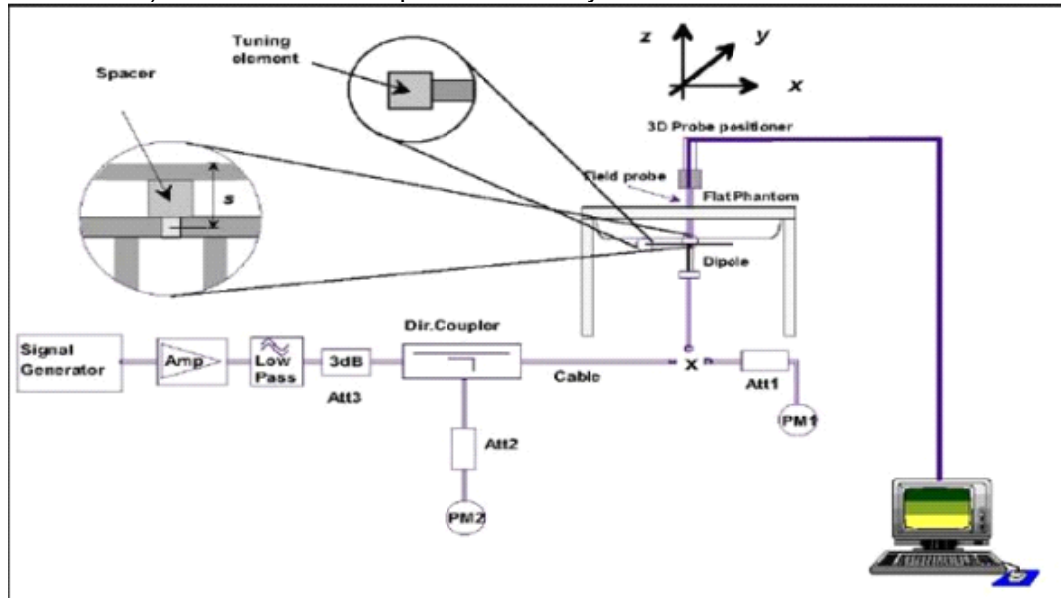 Tuning
element
Spacer
s
z
y
x
3D Probe positioner
Field probe
Flat Phantom
Dipole
Dir.Coupler
Signal
Generator
Amp
Low
Pass
3dB
Att3
Cable
x
Att1
PM1
Att2
PM2